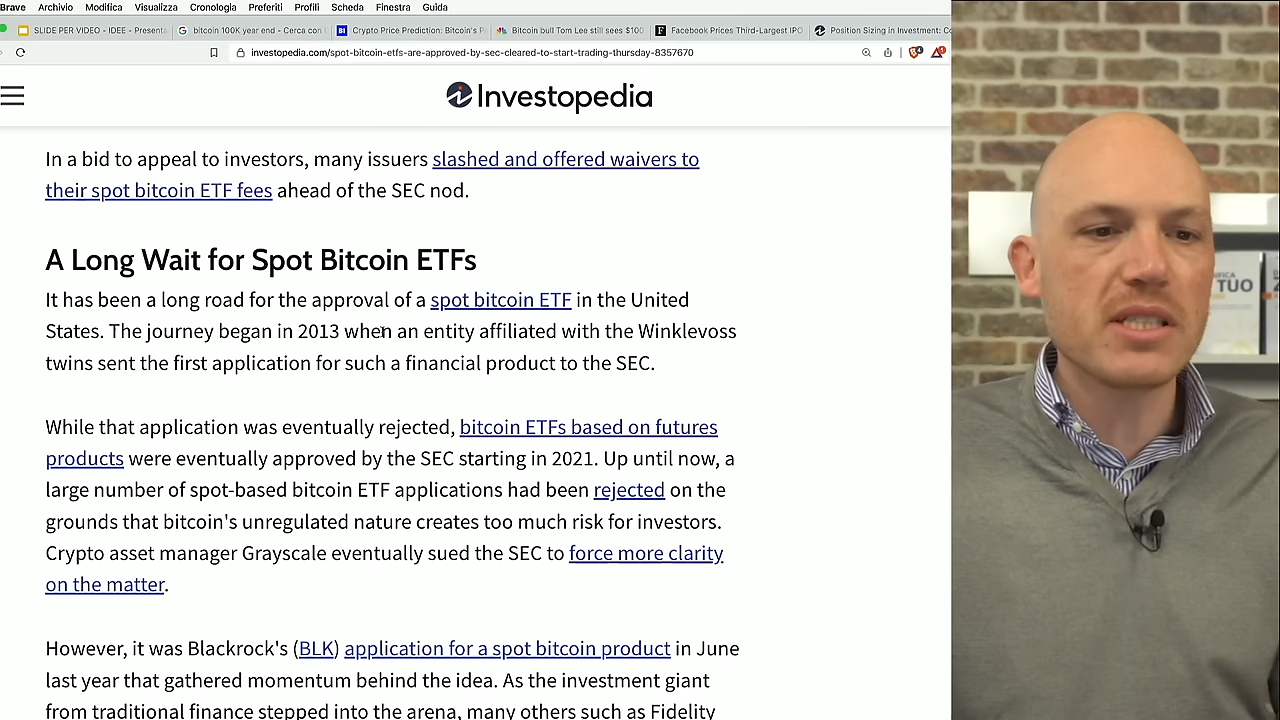 Brave Archivio Modifica Visualizza Cronologia Preferiti Profili Scheda Finestra Guida
SLIDE PER VIDEO - IDEE - Presenta bitcoin 100K year end - Cerca con Crypto Price Prediction: Bitcoin's P Bitcoin bull Tom Lee still sees $100 Facebook Prices Third-Largest IPO Position Sizing in Investment: Co
investopedia.com/spot-bitcoin-etfs-are-approved-by-sec-cleared-to-start-trading-thursday-8357670
Investopedia
In a bid to appeal to investors, many issuers slashed and offered waivers to
their spot bitcoin ETF fees ahead of the SEC nod.
A Long Wait for Spot Bitcoin ETFs
It has been a long road for the approval of a spot bitcoin ETF in the United
States. The journey began in 2013 when an entity affiliated with the Winklevoss
twins sent the first application for such a financial product to the SEC.
While that application was eventually rejected, bitcoin ETFs based on futures
products were eventually approved by the SEC starting in 2021. Up until now, a
large number of spot-based bitcoin ETF applications had been rejected on the
grounds that bitcoin's unregulated nature creates too much risk for investors.
Crypto asset manager Grayscale eventually sued the SEC to force more clarity
on the matter.
However, it was Blackrock's (BLK) application for a spot bitcoin product in June
last year that gathered momentum behind the idea. As the investment giant
from traditional finance stepped into the arena, many others such as Fidelity
TUO